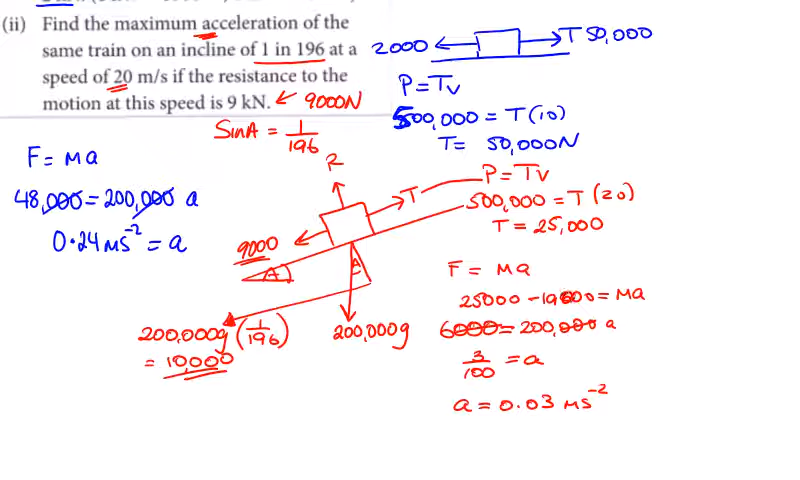 (ii) Find the maximum acceleration of the
same train on an incline of 1 in 196 at a
speed of 20 m/s if the resistance to the
motion at this speed is 9 kN. ← 9000N
SinA = 1/196
2000 T 50,000
P = Tv
500,000 = T (10)
T = 50,000N
F = Ma
48,000 = 200,000 a
0.24 Ms⁻² = a
R
T
9000
A
A
200,000g (1/196)
= 10,000
200,000g
P = Tv
500,000 = T (20)
T = 25,000
F = Ma
25000 - 19000 = Ma
6000 = 200,000 a
3/100 = a
a = 0.03 Ms⁻²